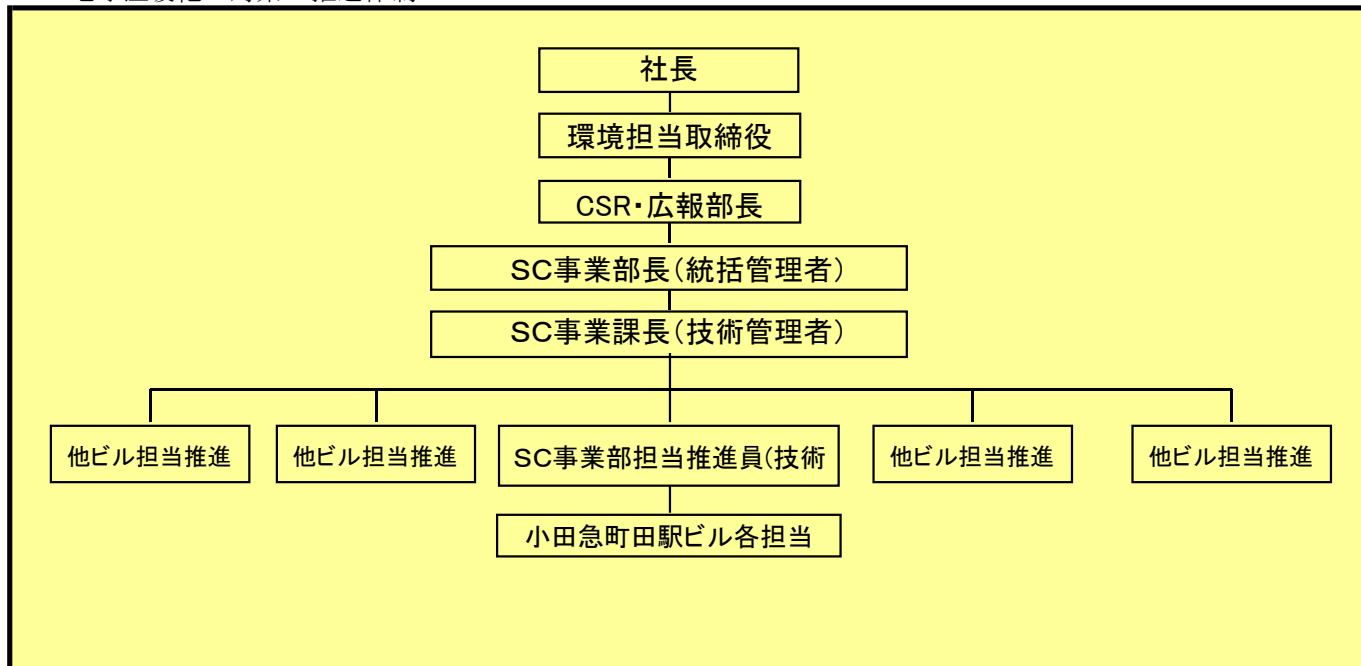 社長
環境担当取締役
CSR・広報部長
SC事業部長(統括管理者)
SC事業課長(技術管理者)
他ビル担当推進 他ビル担当推進 SC事業部担当推進員(技術 他ビル担当推進 他ビル担当推進
小田急町田駅ビル各担当